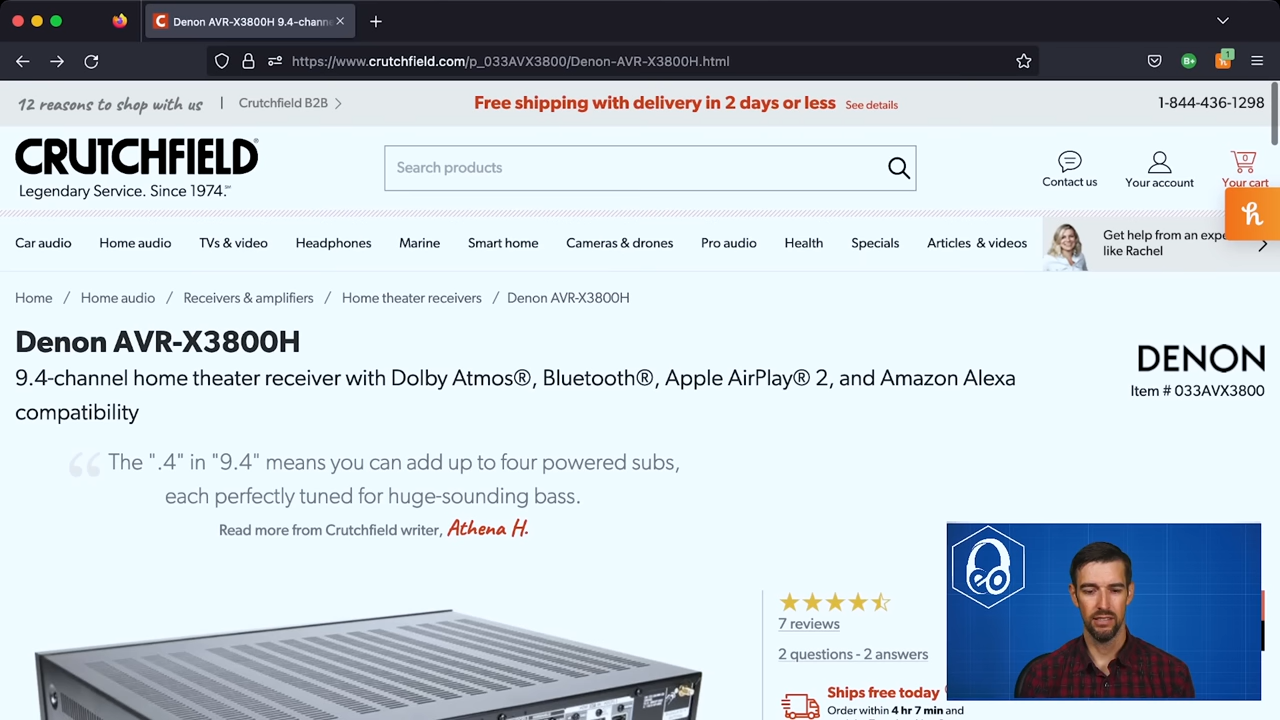 Denon AVR-X3800H 9.4-chann
https://www.crutchfield.com/p_033AVX3800/Denon-AVR-X3800H.html
12 reasons to shop with us | Crutchfield B2B
Free shipping with delivery in 2 days or less See details
1-844-436-1298
CRUTCHFIELD
Legendary Service. Since 1974.
Search products
Contact us
Your account
0
Your cart
Car audio
Home audio
TVs & video
Headphones
Marine
Smart home
Cameras & drones
Pro audio
Health
Specials
Articles & videos
Get help from an expe
like Rachel
Home / Home audio / Receivers & amplifiers / Home theater receivers / Denon AVR-X3800H
Denon AVR-X3800H
DENON
9.4-channel home theater receiver with Dolby Atmos®, Bluetooth®, Apple AirPlay® 2, and Amazon Alexa
compatibility
Item # 033AVX3800
The ".4" in "9.4" means you can add up to four powered subs,
each perfectly tuned for huge-sounding bass.
Read more from Crutchfield writer, Athena H.
7 reviews
2 questions - 2 answers
Ships free today
Order within 4 hr 7 min and